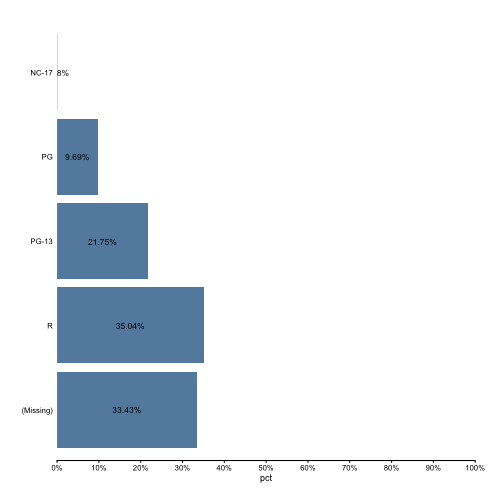 NC-17 8%
PG 9.69%
PG-13 21.75%
R 35.04%
(Missing) 33.43%
0% 10% 20% 30% 40% 50% 60% 70% 80% 90% 100%
pct